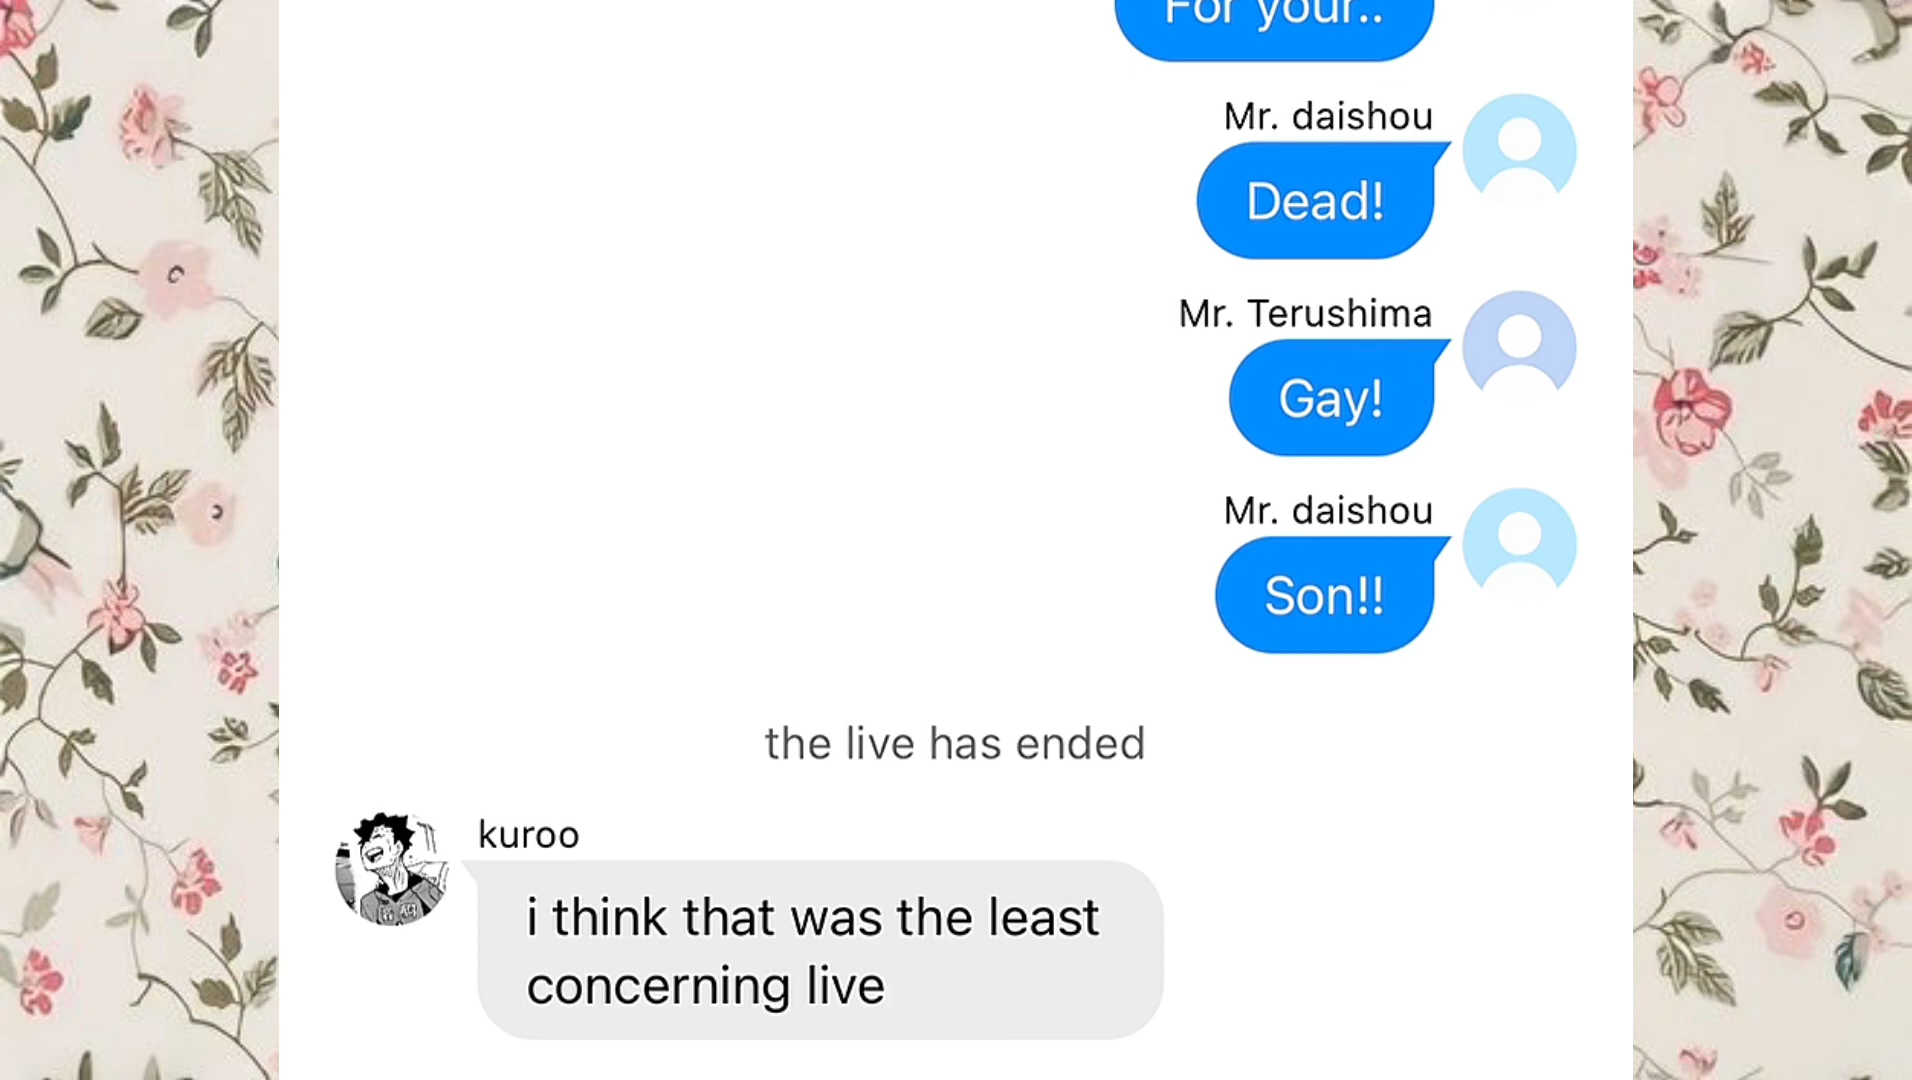 For your..
Mr. daishou
Dead!
Mr. Terushima
Gay!
Mr. daishou
Son!!
the live has ended
kuroo
i think that was the least
concerning live